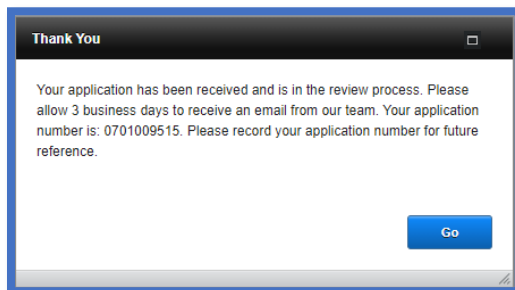 Thank You
Your application has been received and is in the review process. Please
allow 3 business days to receive an email from our team. Your application
number is: 0701009515. Please record your application number for future
reference.
Go